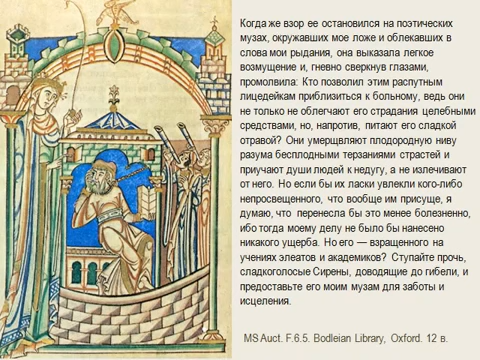 Когда же взор ее остановился на поэтических
музах, окружавших мое ложе и облекавших в
слова мои рыдания, она выказала легкое
возмущение и, гневно сверкнув глазами,
промолвила: Кто позволил этим распутным
лицедейкам приблизиться к больному, ведь они
не только не облегчают его страдания целебными
средствами, но, напротив, питают его сладкой
отравой? Они умерщвляют плодородную ниву
разума бесплодными терзаниями страстей и
приучают души людей к недугу, а не излечивают
от него. Но если бы их ласки увлекли кого-либо
непросвещенного, что вообще им присуще, я
думаю, что перенесла бы это менее болезненно,
ибо тогда моему делу не было бы нанесено
никакого ущерба. Но его — взращенного на
учениях элеатов и академиков? Ступайте прочь,
сладкоголосые Сирены, доводящие до гибели, и
предоставьте его моим музам для заботы и
исцеления.
MS Auct. F.6.5. Bodleian Library, Oxford. 12 в.